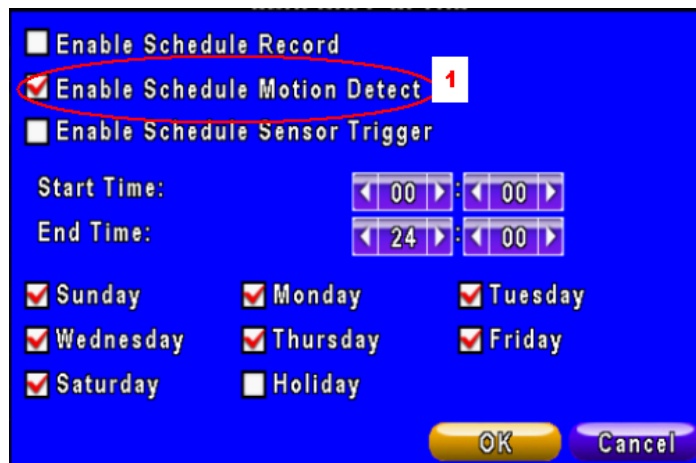 Enable Schedule Record
Enable Schedule Motion Detect 1
Enable Schedule Sensor Trigger
Start Time: 00 : 00
End Time: 24 : 00
Sunday Monday Tuesday
Wednesday Thursday Friday
Saturday Holiday
OK Cancel